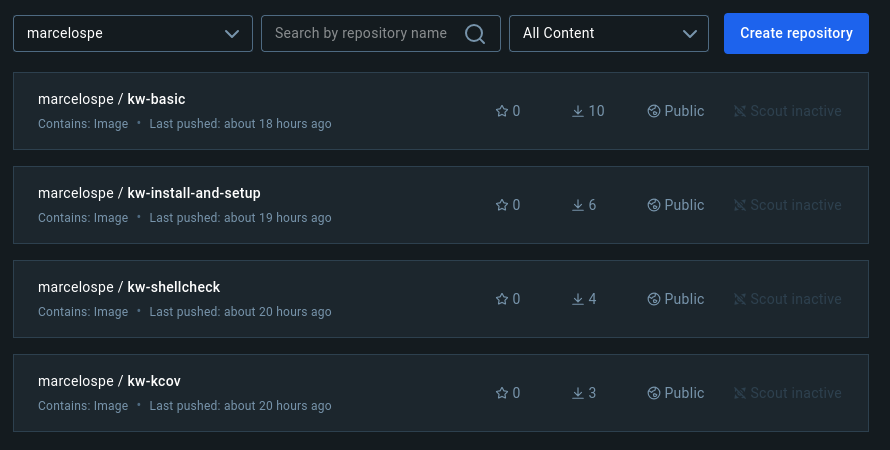 marcelospe Search by repository name All Content Create repository
marcelospe / kw-basic 0 10 Public Scout inactive
Contains: Image • Last pushed: about 18 hours ago
marcelospe / kw-install-and-setup 0 6 Public Scout inactive
Contains: Image • Last pushed: about 19 hours ago
marcelospe / kw-shellcheck 0 4 Public Scout inactive
Contains: Image • Last pushed: about 20 hours ago
marcelospe / kw-kcov 0 3 Public Scout inactive
Contains: Image • Last pushed: about 20 hours ago